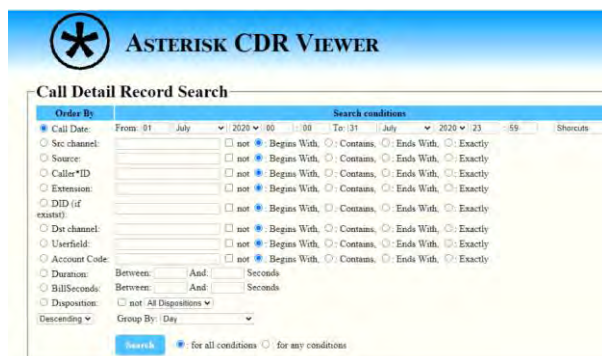 ASTERISK CDR VIEWER
Call Detail Record Search
Order By Search conditions
Call Date: From: 01 July 2020 00 : 00 To: 31 July 2020 23 : 59 Shorcuts
Src channel: not : Begins With, : Contains, : Ends With, : Exactly
Source: not : Begins With, : Contains, : Ends With, : Exactly
Caller*ID not : Begins With, : Contains, : Ends With, : Exactly
Extension: not : Begins With, : Contains, : Ends With, : Exactly
DID (if
existst): not : Begins With, : Contains, : Ends With, : Exactly
Dst channel: not : Begins With, : Contains, : Ends With, : Exactly
Userfield: not : Begins With, : Contains, : Ends With, : Exactly
Account Code: not : Begins With, : Contains, : Ends With, : Exactly
Duration: Between: And: Seconds
BillSeconds: Between: And: Seconds
Disposition: not All Dispositions
Descending Group By: Day
Search : for all conditions : for any conditions